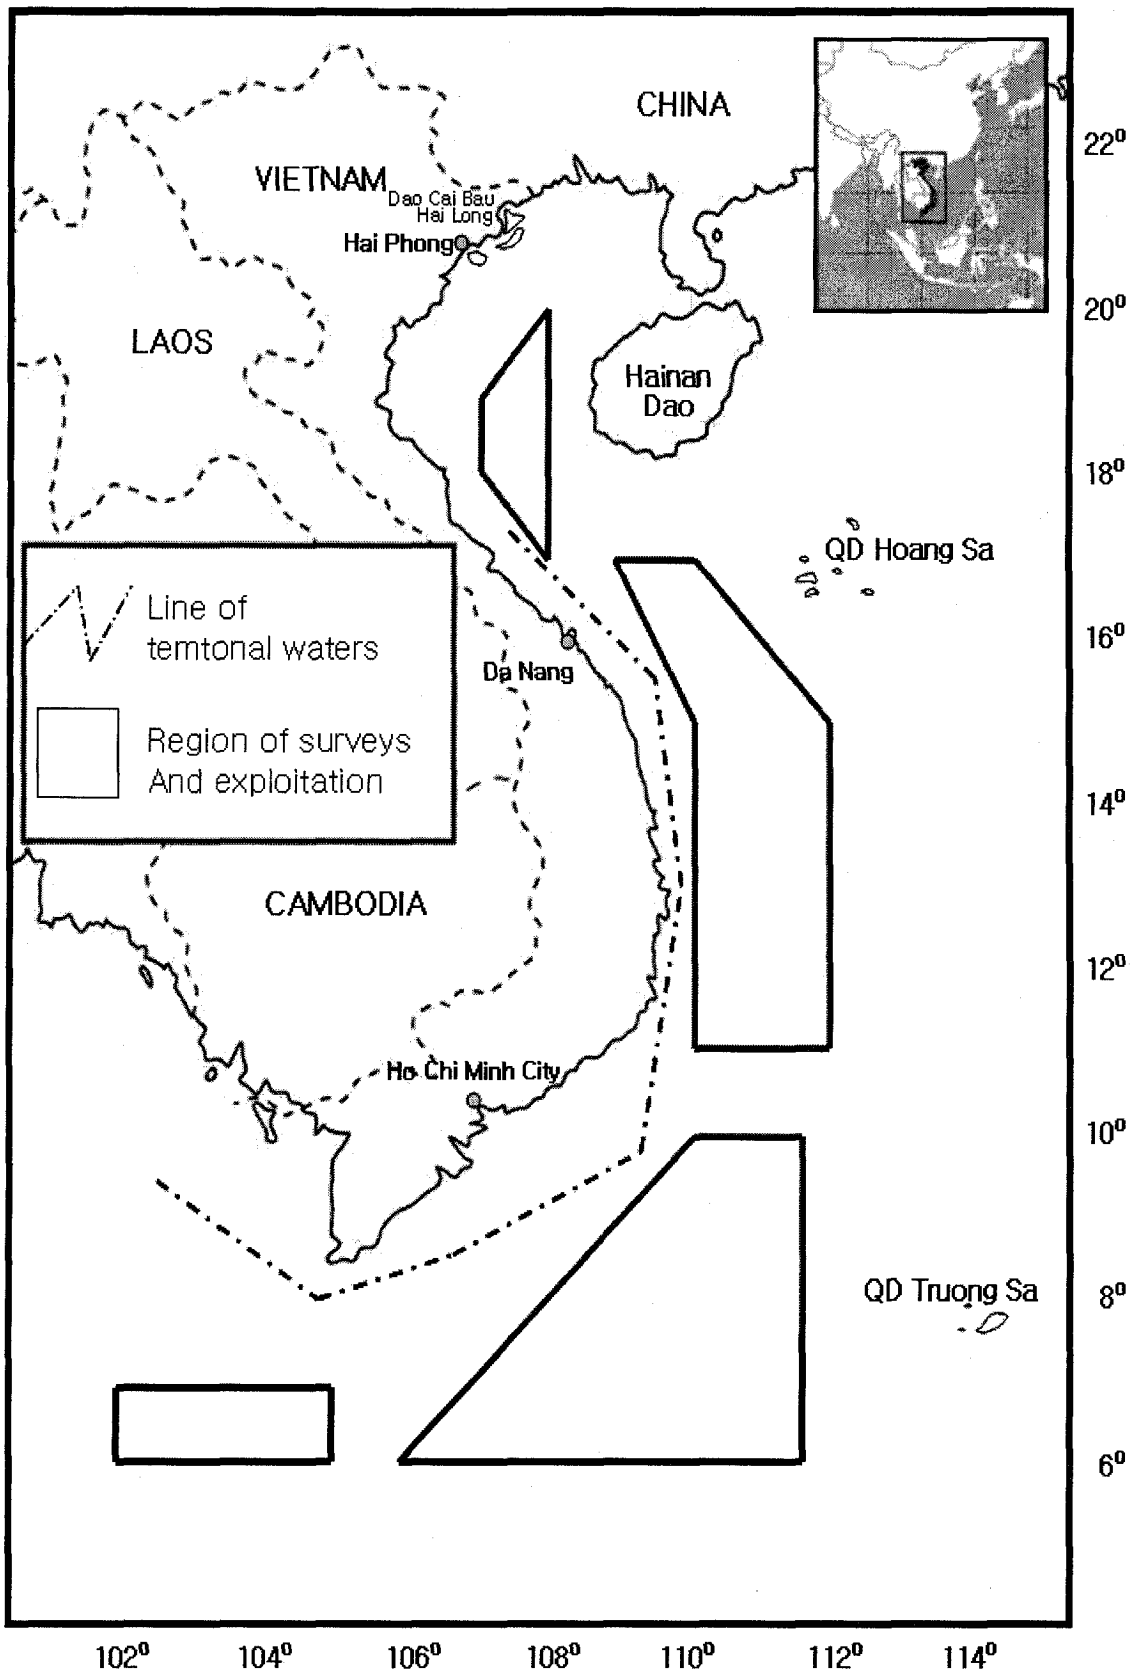 CHINA
22⁰
VIETNAM
Dao Cai Bau
Hai Long
Hai Phong
20⁰
LAOS
Hainan
Dao
18⁰
QD Hoang Sa
Line of
temtonal waters
16⁰
Da Nang
Region of surveys
And exploitation
14⁰
CAMBODIA
12⁰
Ho Chi Minh City
10⁰
QD Truong Sa
8⁰
6⁰
102⁰ 104⁰ 106⁰ 108⁰ 110⁰ 112⁰ 114⁰